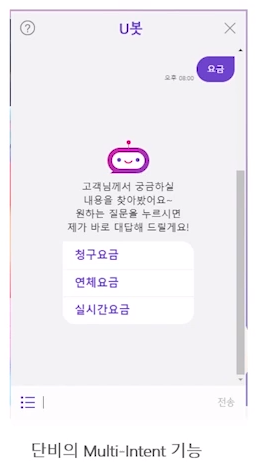 U봇
요금
오후 08:00
고객님께서 궁금하실
내용을 찾아봤어요~
원하는 질문을 누르시면
제가 바로 대답해 드릴게요!
청구요금
연체요금
실시간요금
전송
단비의 Multi-Intent 기능